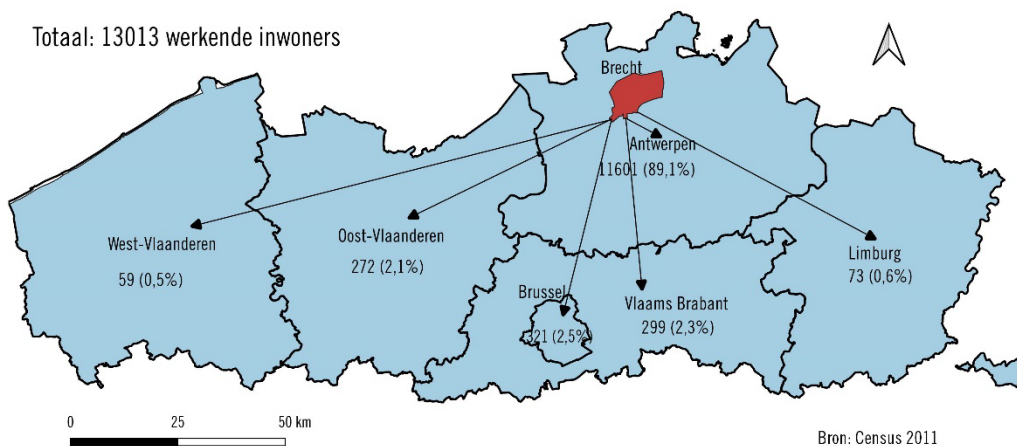 Totaal: 13013 werkende inwoners
Brecht
Antwerpen
11601 (89,1%)
West-Vlaanderen
59 (0,5%)
Oost-Vlaanderen
272 (2,1%)
Limburg
73 (0,6%)
Brussel
321 (2,5%)
Vlaams Brabant
299 (2,3%)
0 25 50 km
Bron: Census 2011